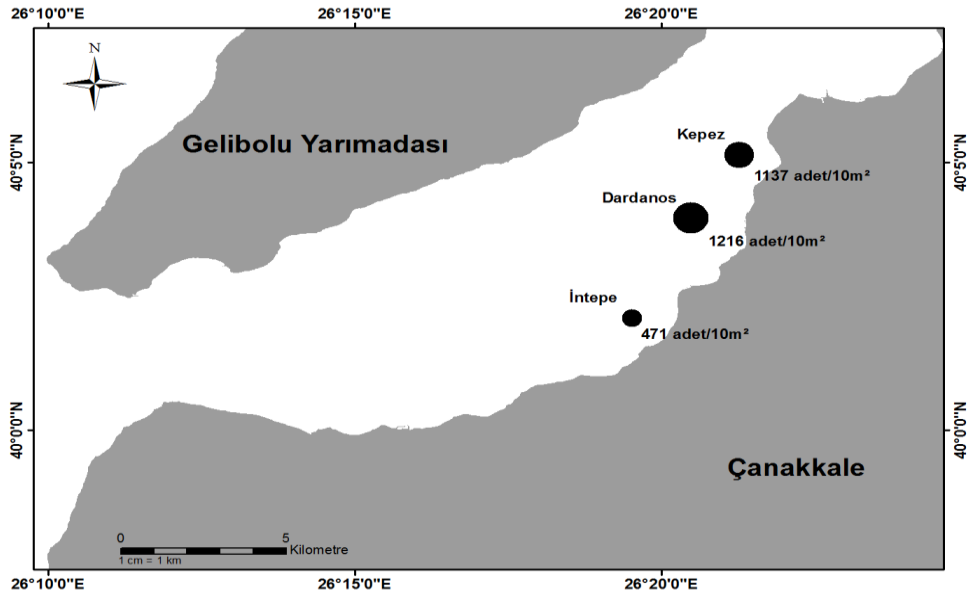 26°10'0"E 26°15'0"E 26°20'0"E
N
Gelibolu Yarımadası
Kepez
1137 adet/10m²
40°5'0"N 40°5'0"N
Dardanos
1216 adet/10m²
İntepe
471 adet/10m²
40°0'0"N 40°0'0"N
Çanakkale
0 5
Kilometre
1 cm = 1 km
26°10'0"E 26°15'0"E 26°20'0"E